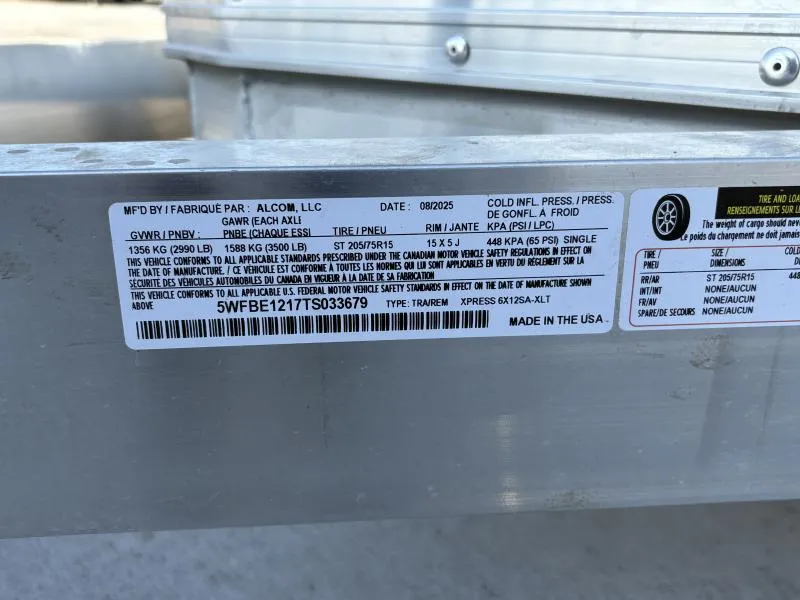 MF'D BY / FABRIQUÉ PAR : ALCOM, LLC DATE : 08/2025 COLD INFL. PRESS. / PRESS.
GAWR (EACH AXLE DE GONFL. À FROID
GVWR / PNBV : PNBE (CHAQUE ESSI TIRE / PNEU RIM / JANTE KPA (PSI / LPC)
1356 KG (2990 LB) 1588 KG (3500 LB) ST 205/75R15 15 X 5 J 448 KPA (65 PSI) SINGLE
THIS VEHICLE CONFORMS TO ALL APPLICABLE STANDARDS PRESCRIBED UNDER THE CANADIAN MOTOR VEHICLE SAFETY REGULATIONS IN EFFECT ON
THE DATE OF MANUFACTURE. / CE VÉHICULE EST CONFORME À TOUTES LES NORMES QUI LUI SONT APPLICABLES EN VERTU DU RÈGLEMENT SUR LA
SÉCURITÉ DES VÉHICULES AUTOMOBILES DU CANADA EN VIGUEUR À LA DATE DE SA FABRICATION
THIS VEHICLE CONFORMS TO ALL APPLICABLE U.S. FEDERAL MOTOR VEHICLE SAFETY STANDARDS IN EFFECT ON THE DATE OF MANUFACTURE SHOWN
ABOVE 5WFBE1217TS033679 TYPE: TRA/REM XPRESS 6X12SA-XLT
MADE IN THE USA
TIRE AND LOA
RENSEIGNEMENTS SUR L
The weight of cargo should neve
Le poids du chargement ne doit jamais
TIRE / SIZE / COLD
PNEU DIMENSIONS
RR/AR ST 205/75R15 448
INT/INT NONE/AUCUN
FR/AV NONE/AUCUN
SPARE/DE SECOURS NONE/AUCUN